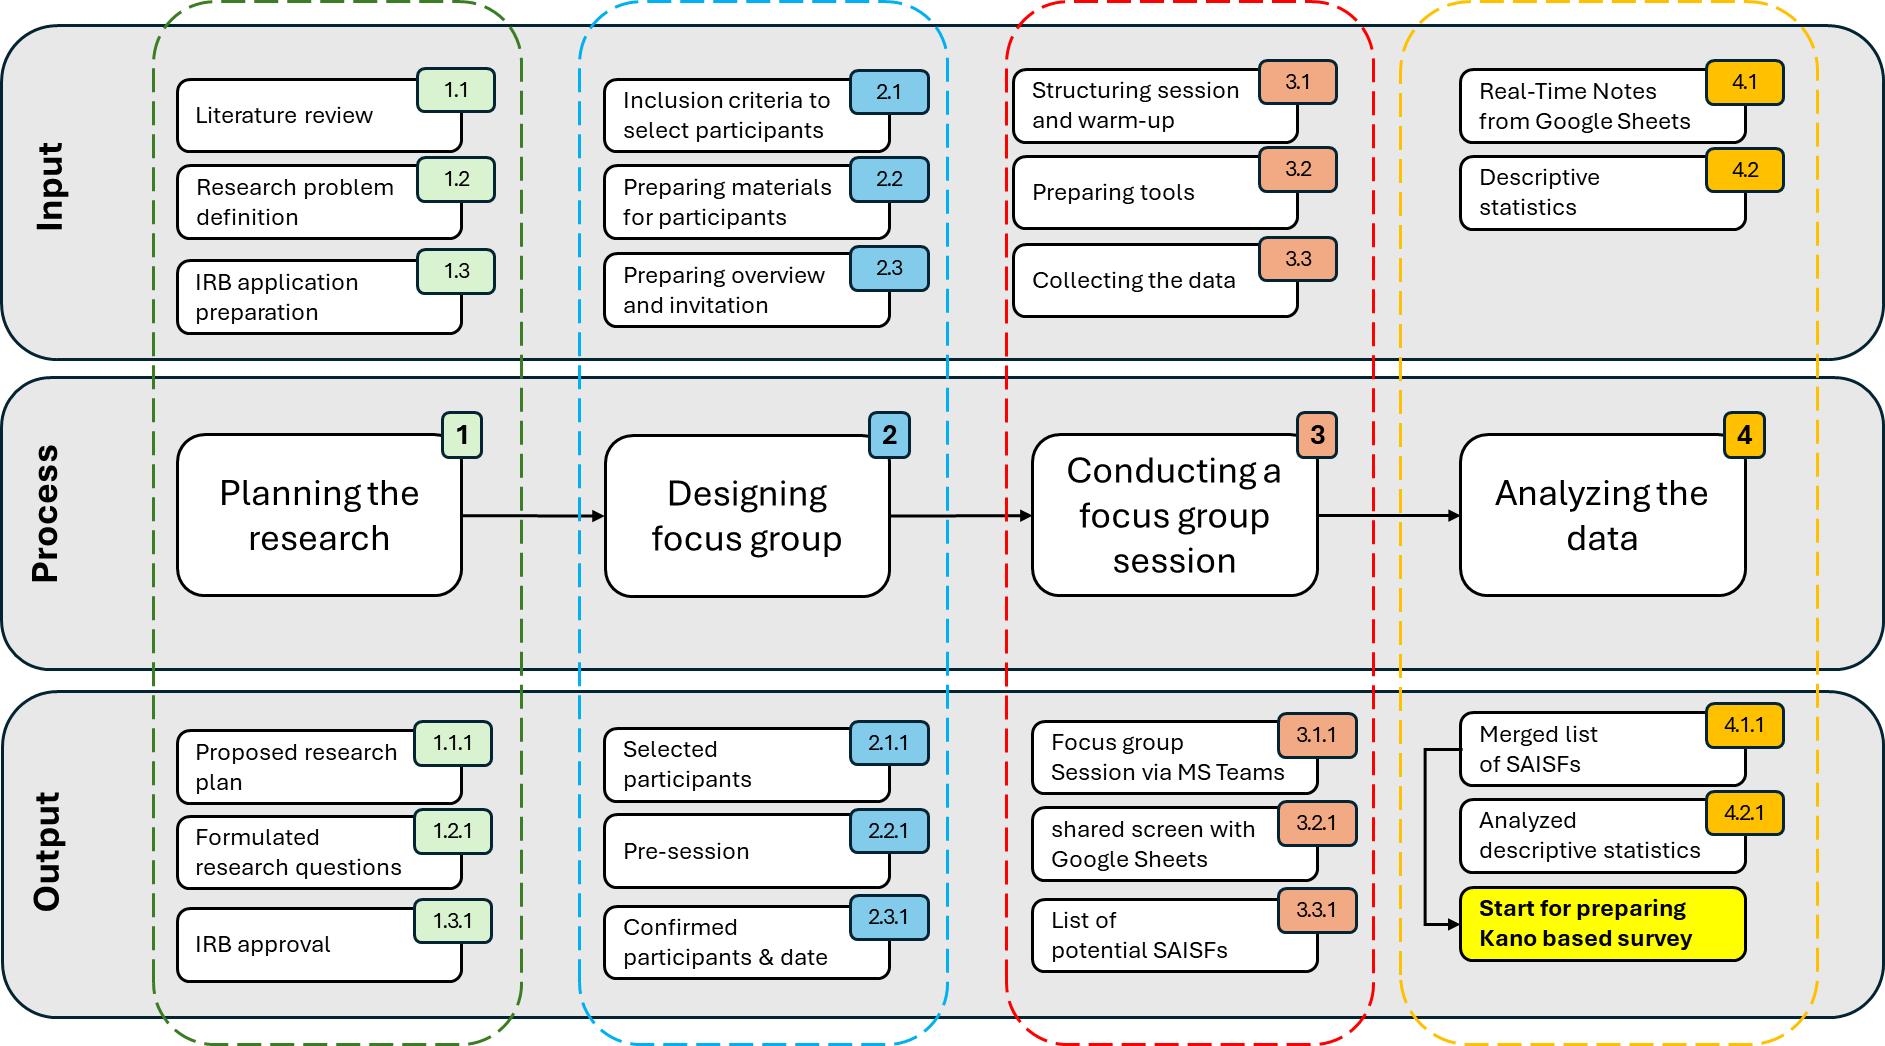 Input
1.1
Literature review
1.2
Research problem
definition
1.3
IRB application
preparation
2.1
Inclusion criteria to
select participants
2.2
Preparing materials
for participants
2.3
Preparing overview
and invitation
3.1
Structuring session
and warm-up
3.2
Preparing tools
3.3
Collecting the data
4.1
Real-Time Notes
from Google Sheets
4.2
Descriptive
statistics
Process
1
Planning the
research
2
Designing
focus group
3
Conducting a
focus group
session
4
Analyzing the
data
Output
1.1.1
Proposed research
plan
1.2.1
Formulated
research questions
1.3.1
IRB approval
2.1.1
Selected
participants
2.2.1
Pre-session
2.3.1
Confirmed
participants & date
3.1.1
Focus group
Session via MS Teams
3.2.1
shared screen with
Google Sheets
3.3.1
List of
potential SAISFs
4.1.1
Merged list
of SAISFs
4.2.1
Analyzed
descriptive statistics
Start for preparing
Kano based survey